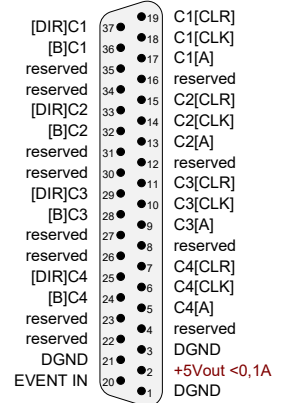 19 C1[CLR]
[DIR]C1 37
18 C1[CLK]
[B]C1 36
17 C1[A]
reserved 35
16 reserved
reserved 34
15 C2[CLR]
[DIR]C2 33
14 C2[CLK]
[B]C2 32
13 C2[A]
reserved 31
12 reserved
reserved 30
11 C3[CLR]
[DIR]C3 29
10 C3[CLK]
[B]C3 28
9 C3[A]
reserved 27
8 reserved
reserved 26
7 C4[CLR]
[DIR]C4 25
6 C4[CLK]
[B]C4 24
5 C4[A]
reserved 23
4 reserved
reserved 22
3 DGND
DGND 21
2 +5Vout <0,1A
EVENT IN 20
1 DGND